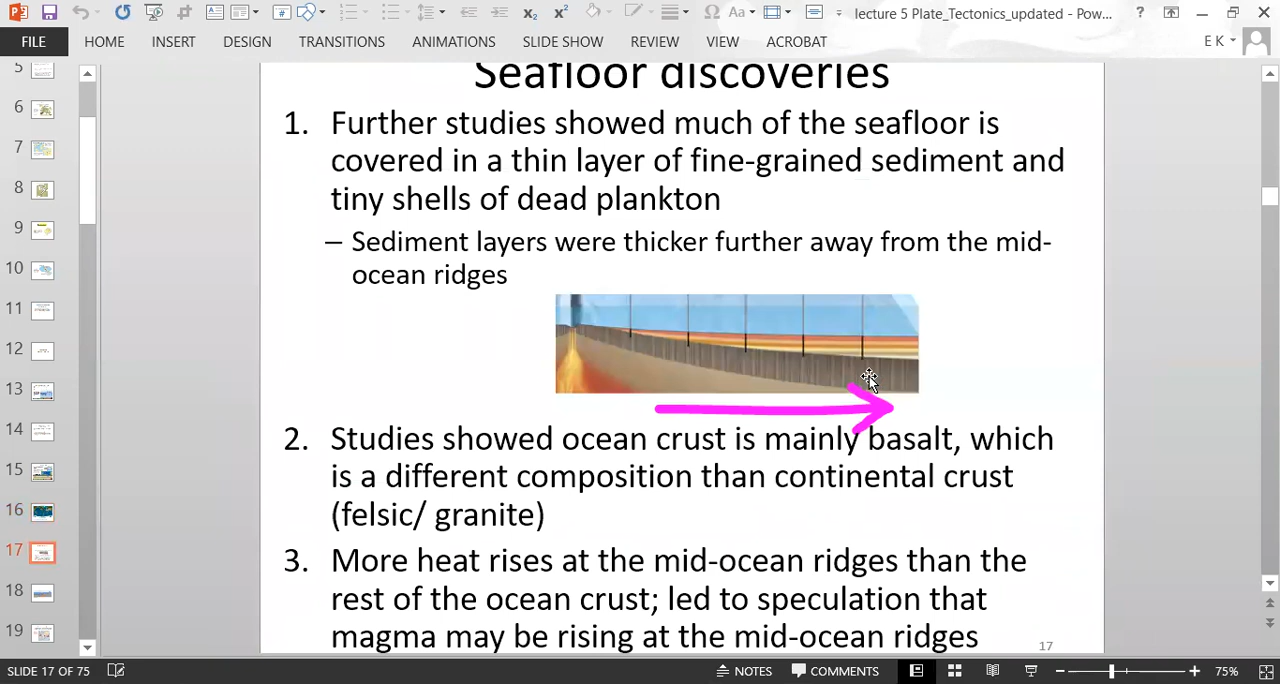 lecture 5 Plate_Tectonics_updated - Pow...
FILE HOME INSERT DESIGN TRANSITIONS ANIMATIONS SLIDE SHOW REVIEW VIEW ACROBAT E K
5
6
7
8
9
10
11
12
13
14
15
16
17
18
19
Seafloor discoveries
1. Further studies showed much of the seafloor is
covered in a thin layer of fine-grained sediment and
tiny shells of dead plankton
– Sediment layers were thicker further away from the mid-
ocean ridges
2. Studies showed ocean crust is mainly basalt, which
is a different composition than continental crust
(felsic/ granite)
3. More heat rises at the mid-ocean ridges than the
rest of the ocean crust; led to speculation that
magma may be rising at the mid-ocean ridges
17
SLIDE 17 OF 75 NOTES COMMENTS 75%